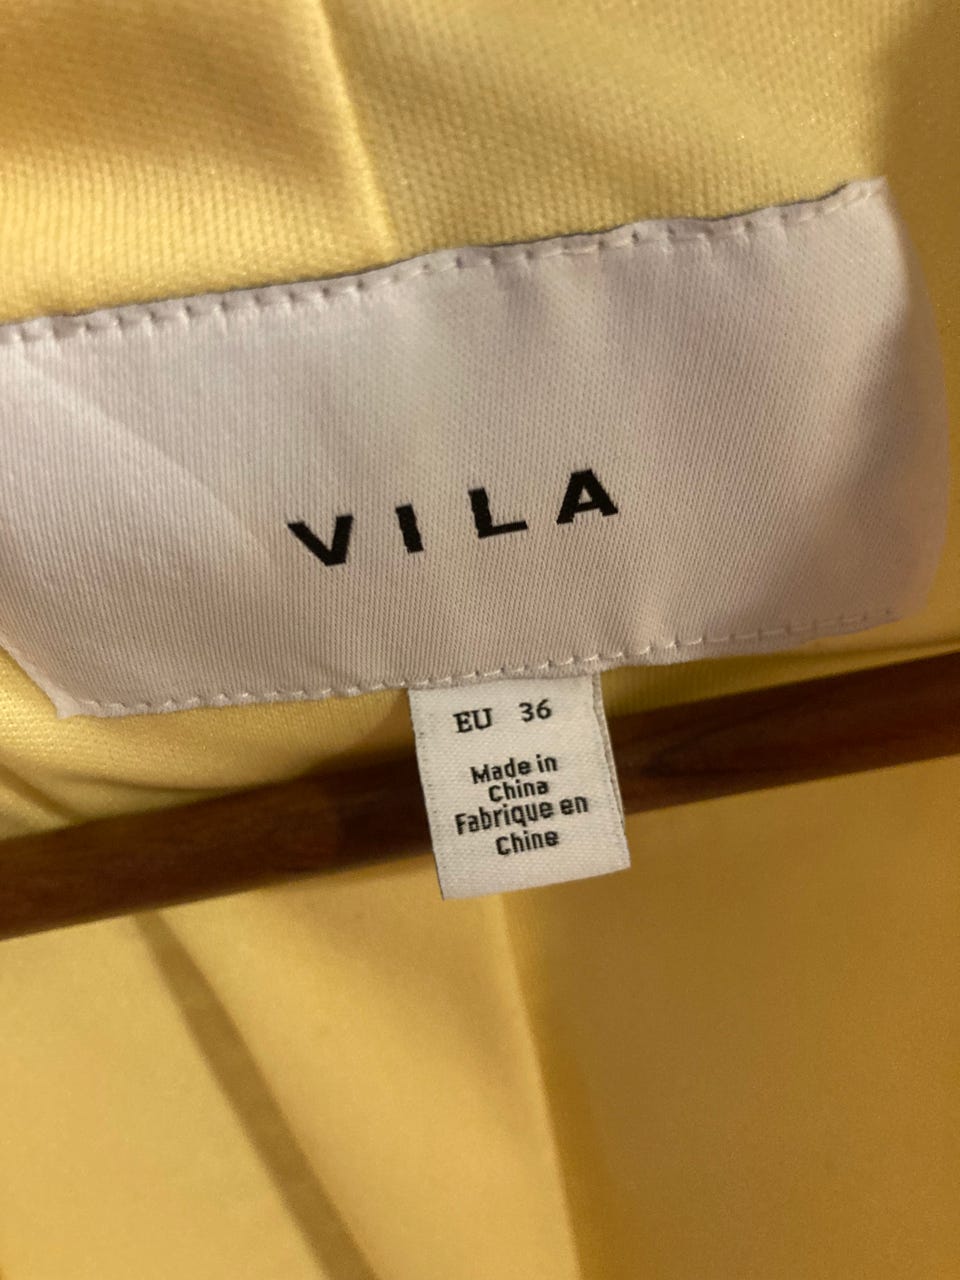 VILA
EU 36
Made in
China
Fabrique en
Chine